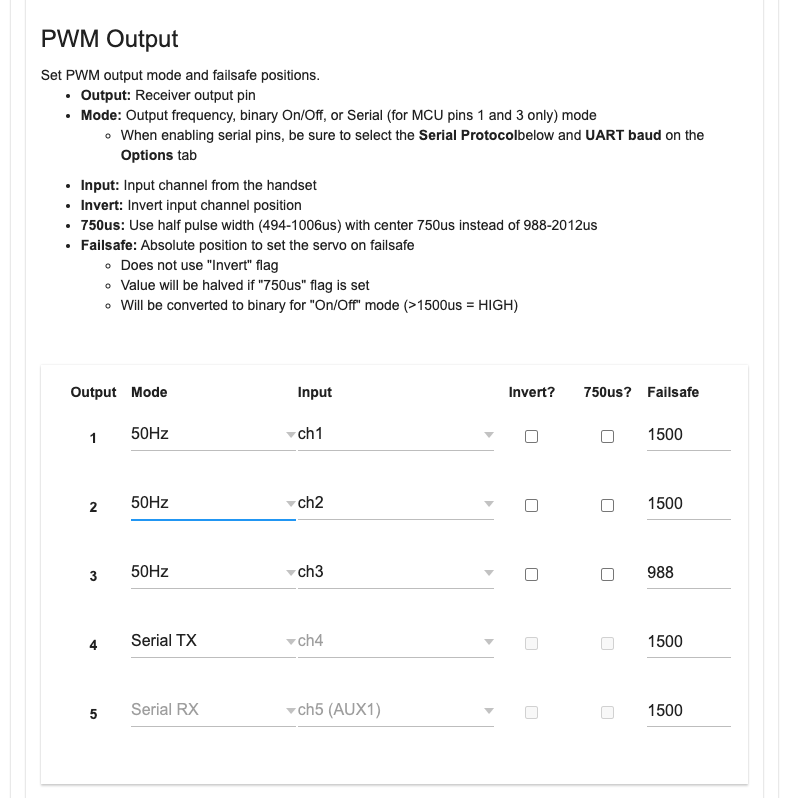 PWM Output
Set PWM output mode and failsafe positions.
Output: Receiver output pin
Mode: Output frequency, binary On/Off, or Serial (for MCU pins 1 and 3 only) mode
When enabling serial pins, be sure to select the Serial Protocolbelow and UART baud on the
Options tab
Input: Input channel from the handset
Invert: Invert input channel position
750us: Use half pulse width (494-1006us) with center 750us instead of 988-2012us
Failsafe: Absolute position to set the servo on failsafe
Does not use "Invert" flag
Value will be halved if "750us" flag is set
Will be converted to binary for "On/Off" mode (>1500us = HIGH)
Output Mode Input Invert? 750us? Failsafe
1 50Hz ch1 1500
2 50Hz ch2 1500
3 50Hz ch3 988
4 Serial TX ch4 1500
5 Serial RX ch5 (AUX1) 1500